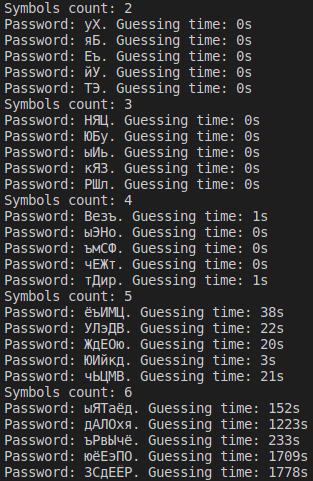 Symbols count: 2
Password: уХ. Guessing time: 0s
Password: яБ. Guessing time: 0s
Password: Еъ. Guessing time: 0s
Password: йУ. Guessing time: 0s
Password: ТЭ. Guessing time: 0s
Symbols count: 3
Password: НЯЦ. Guessing time: 0s
Password: ЮБу. Guessing time: 0s
Password: ыИь. Guessing time: 0s
Password: кЯЗ. Guessing time: 0s
Password: РШл. Guessing time: 0s
Symbols count: 4
Password: Везъ. Guessing time: 1s
Password: ыЭНо. Guessing time: 0s
Password: ъмСФ. Guessing time: 0s
Password: чЕЖт. Guessing time: 0s
Password: тДир. Guessing time: 1s
Symbols count: 5
Password: ёъИМЦ. Guessing time: 38s
Password: УЛэДВ. Guessing time: 22s
Password: ЖдЕОю. Guessing time: 20s
Password: ЮИйкд. Guessing time: 3s
Password: чЬЦМВ. Guessing time: 21s
Symbols count: 6
Password: ыЯТаёд. Guessing time: 152s
Password: дАЛОхя. Guessing time: 1223s
Password: ъРвЫчё. Guessing time: 233s
Password: юёЕэПО. Guessing time: 1709s
Password: ЗСдЕЁР. Guessing time: 1778s